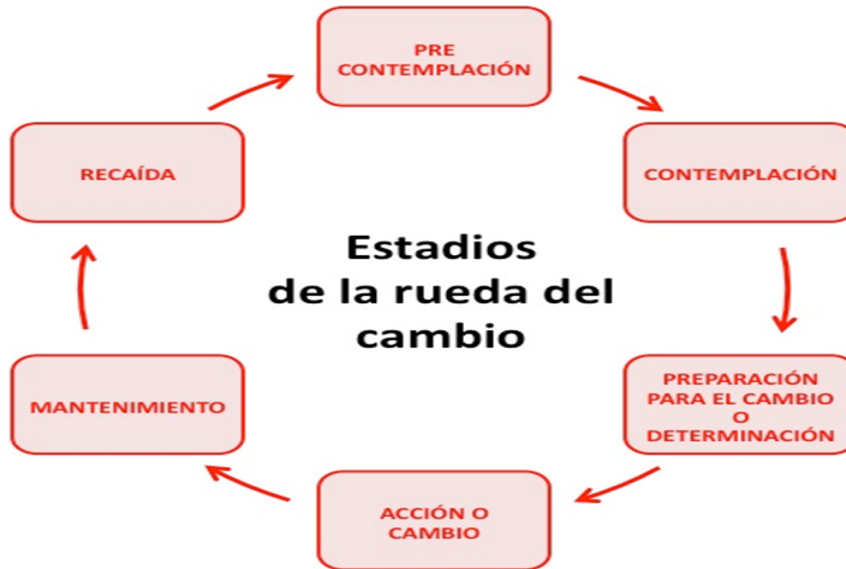 PRE
CONTEMPLACIÓN
CONTEMPLACIÓN
PREPARACIÓN
PARA EL CAMBIO
O
DETERMINACIÓN
ACCIÓN O
CAMBIO
MANTENIMIENTO
RECAÍDA
Estadios
de la rueda del
cambio